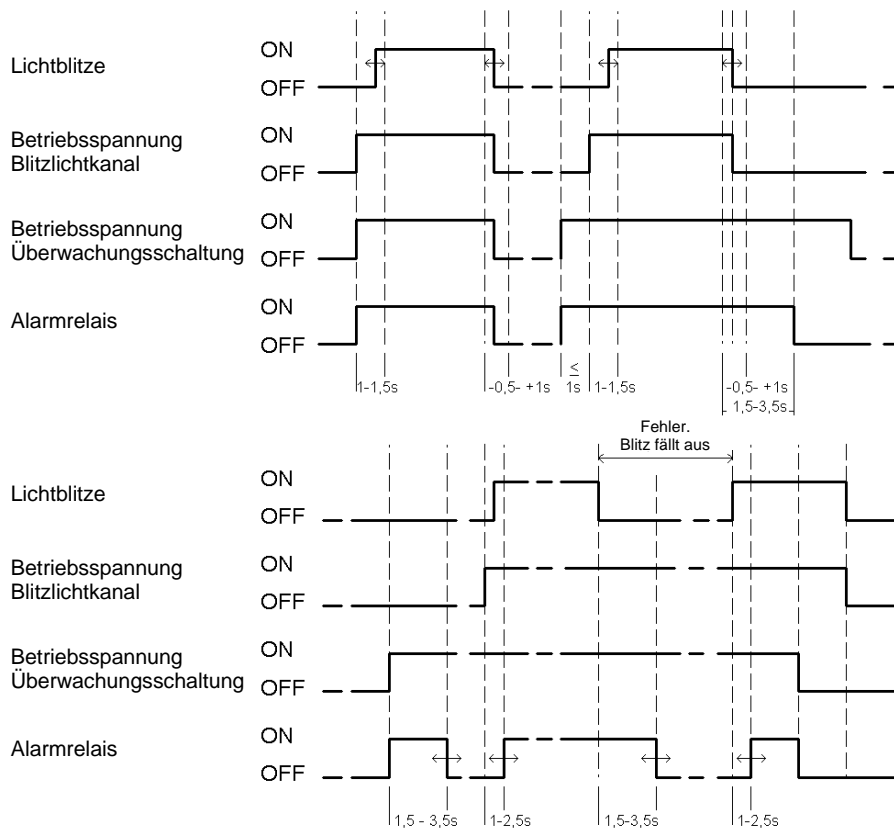 Lichtblitze
ON
OFF
Betriebsspannung
Blitzlichtkanal
ON
OFF
Betriebsspannung
Überwachungsschaltung
ON
OFF
Alarmrelais
ON
OFF
1-1,5s
-0,5- +1s
≤
1s
1-1,5s
-0,5- +1s
1,5-3,5s
Fehler.
Blitz fällt aus
Lichtblitze
ON
OFF
Betriebsspannung
Blitzlichtkanal
ON
OFF
Betriebsspannung
Überwachungsschaltung
ON
OFF
Alarmrelais
ON
OFF
1,5 - 3,5s
1-2,5s
1,5-3,5s
1-2,5s